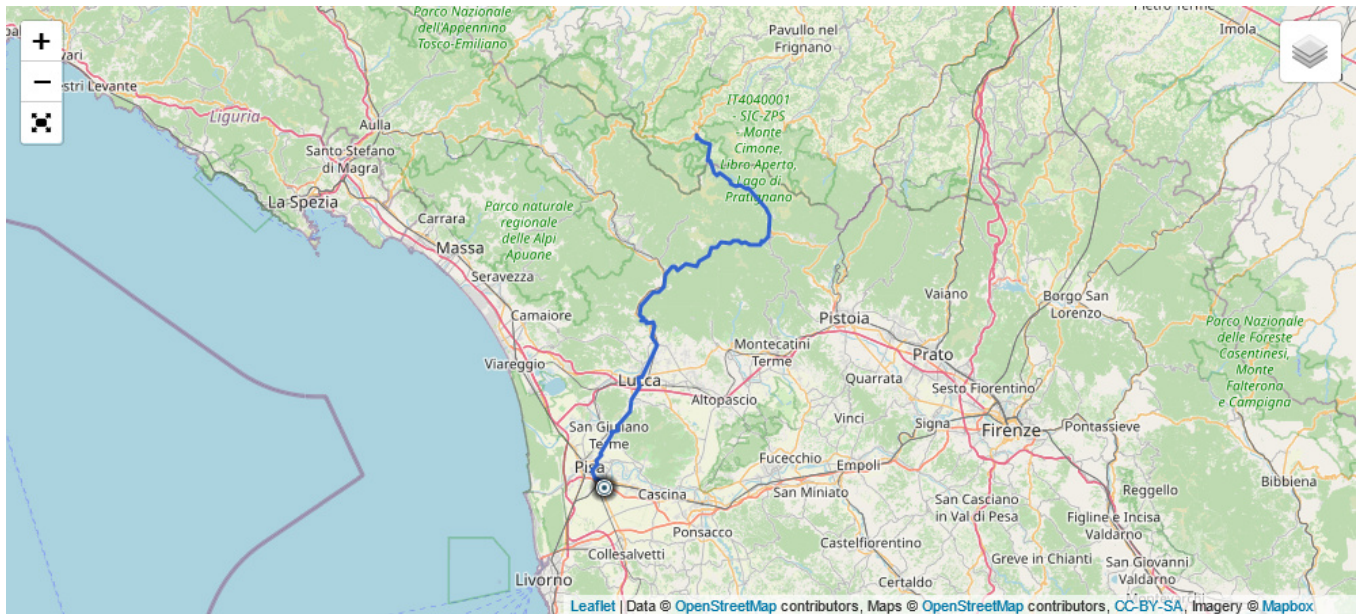 Parco Nazionale
dell'Appennino
Tosco-Emiliano
Pavullo nel
Frignano
Imola
+
−
estri Levante
Liguria
Aulla
IT4040001
- SIC-ZPS
- Monte
Cimone,
Libro Aperto,
Lago di
Pratignano
Santo Stefano
di Magra
La Spezia
Carrara
Parco naturale
regionale
delle Alpi
Apuane
Massa
Seravezza
Camaiore
Vaiano
Borgo San
Lorenzo
Pistoia
Parco Nazionale
delle Foreste
Casentinesi,
Monte
Falterona
e Campigna
Viareggio
Montecatini
Terme
Prato
Lucca
Quarrata
Sesto Fiorentino
Altopascio
Vinci
Signa
Firenze
Pontassieve
San Giuliano
Terme
Pisa
Fucecchio
Empoli
Cascina
San Miniato
San Casciano
in Val di Pesa
Reggello
Bibbiena
Figline e Incisa
Valdarno
Ponsacco
Collesalvetti
Castelfiorentino
Greve in Chianti
San Giovanni
Valdarno
Livorno
Certaldo
Leaflet | Data © OpenStreetMap contributors, Maps © OpenStreetMap contributors, CC-BY-SA, Imagery © Mapbox